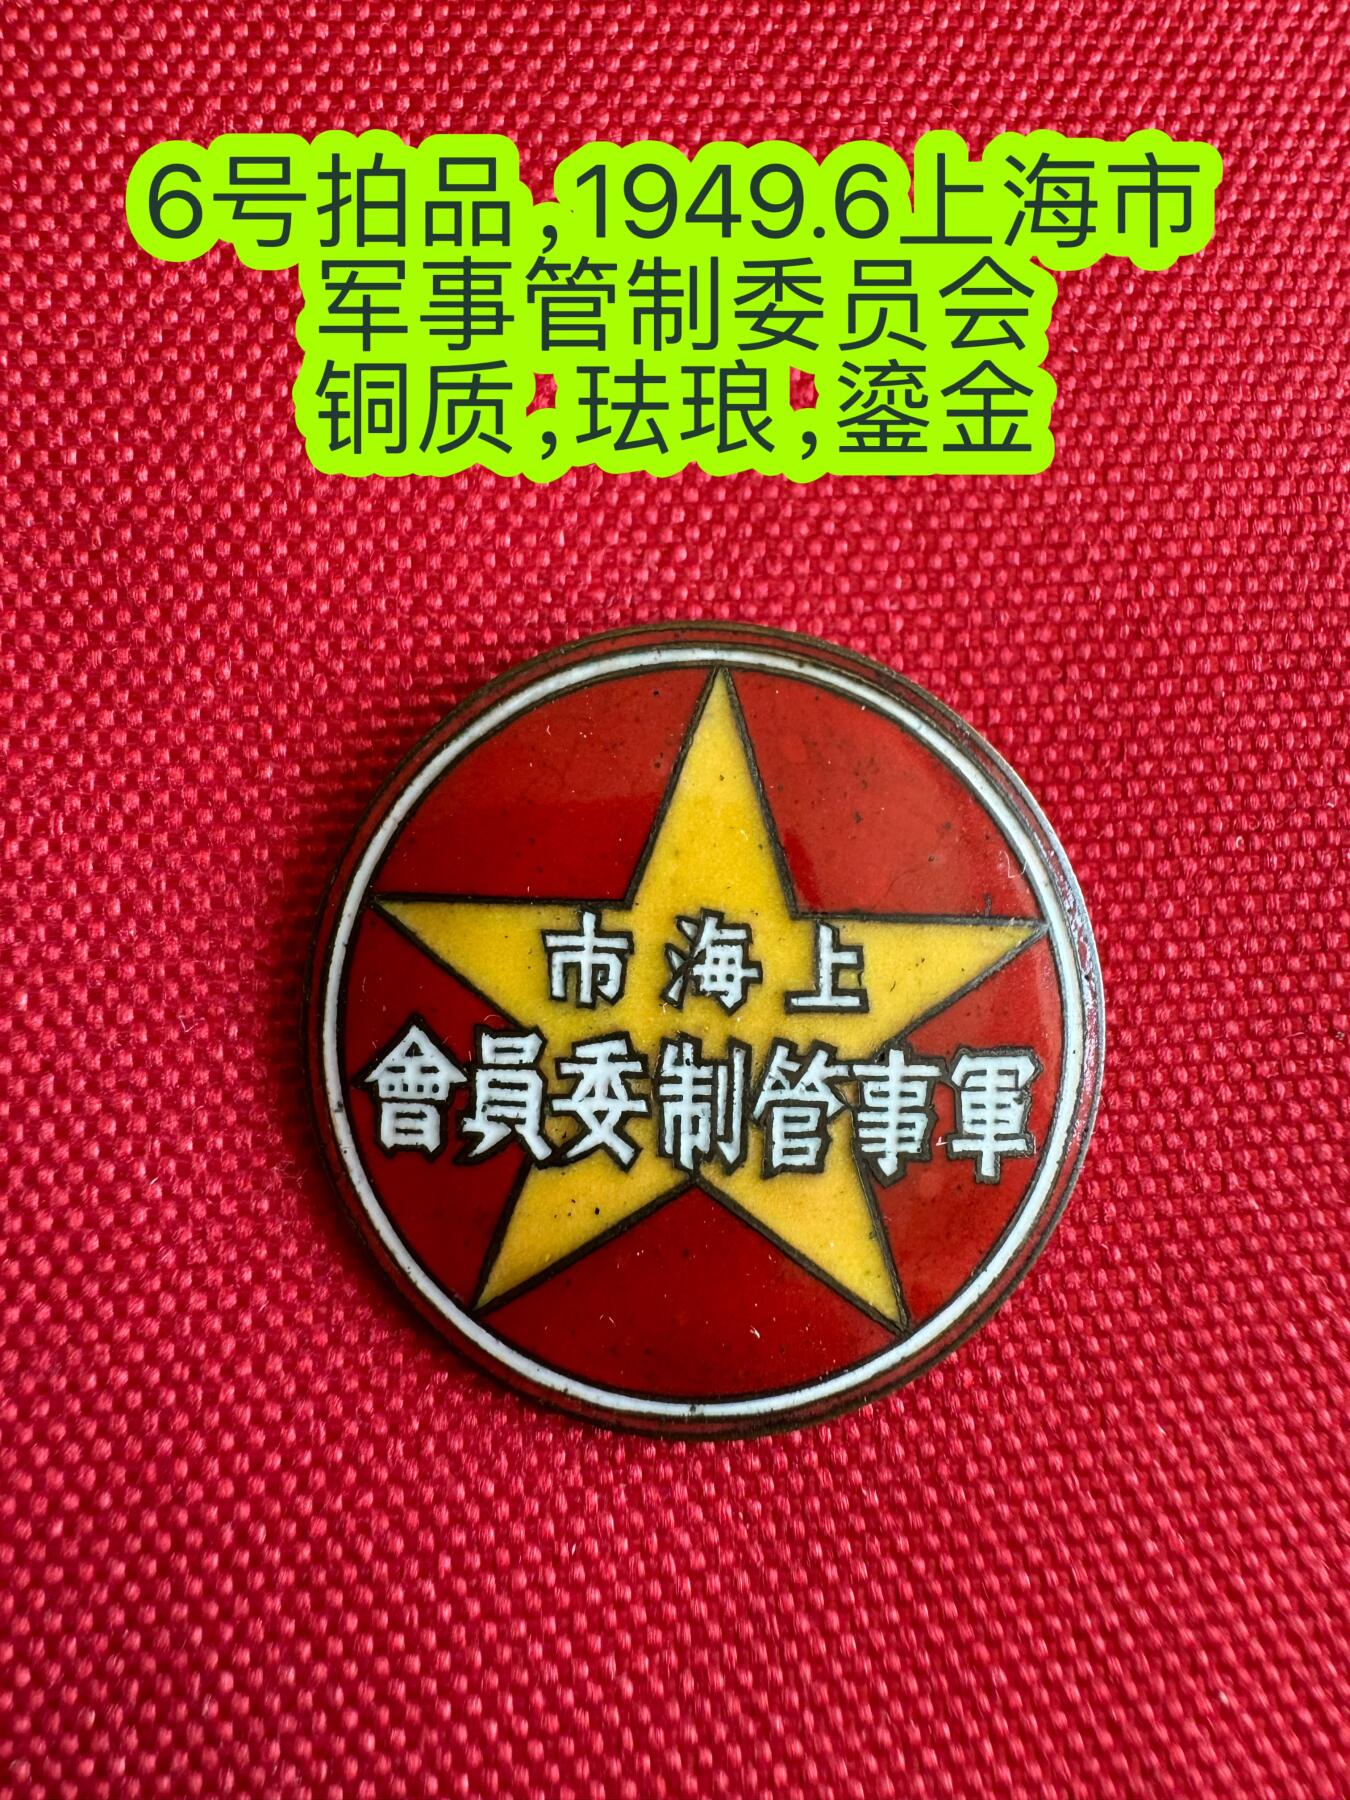 6号拍品,1949.6上海市
军事管制委员会
铜质,珐琅,鎏金
上海市
軍事管制委員會